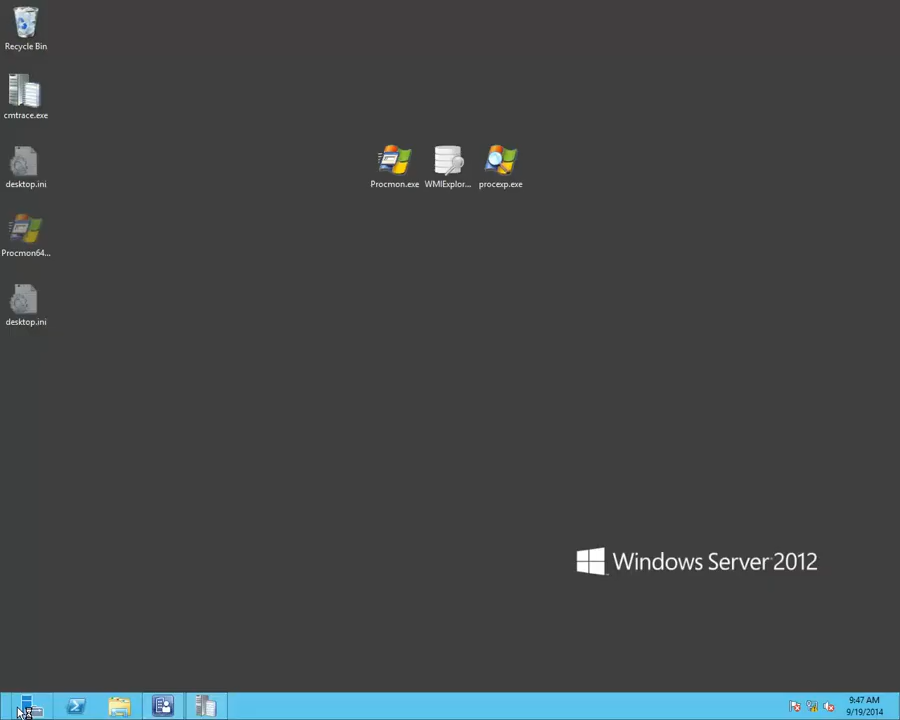 Recycle Bin
cmtrace.exe
desktop.ini
Procmon64...
desktop.ini
Procmon.exe
WMIExplor...
procexp.exe
Windows Server 2012
9:47 AM
9/19/2014